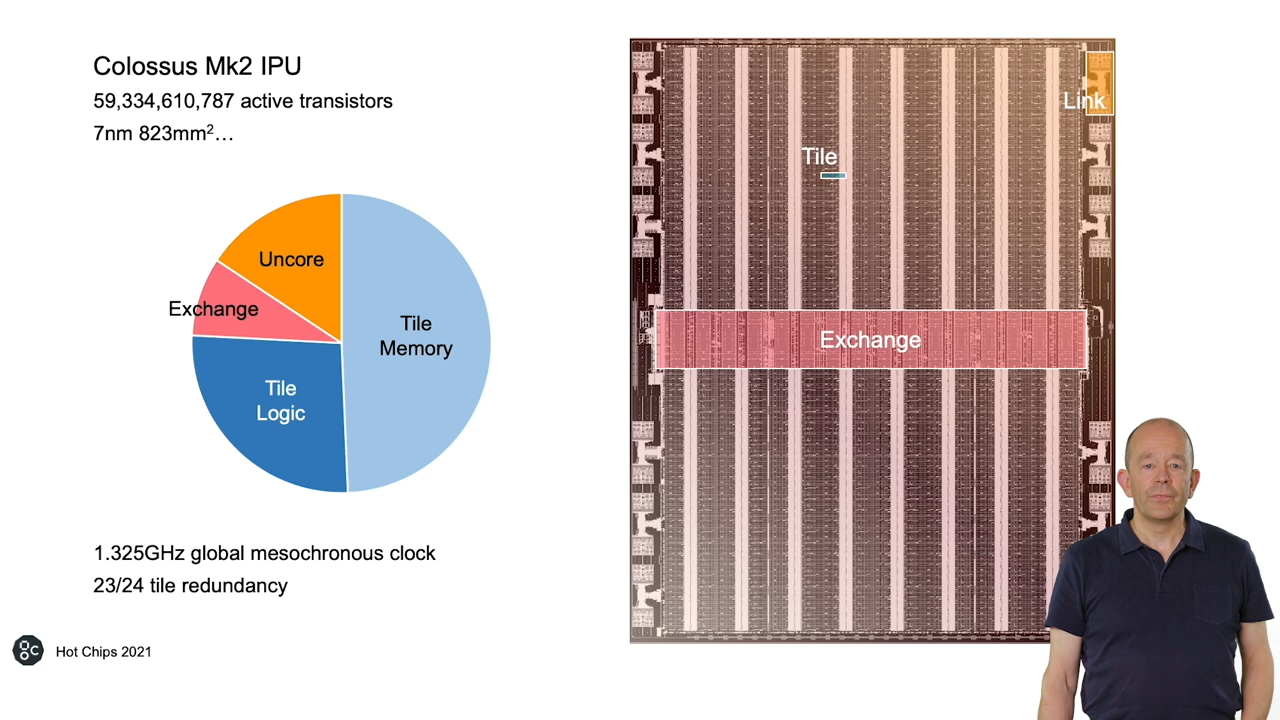 Colossus Mk2 IPU
59,334,610,787 active transistors
7nm 823mm²…
Uncore
Exchange
Tile
Memory
Tile
Logic
1.325GHz global mesochronous clock
23/24 tile redundancy
gc
Hot Chips 2021
Link
Tile
Exchange